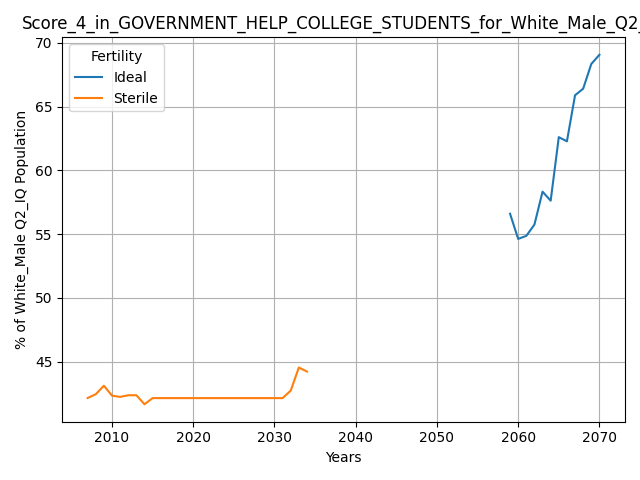 Score_4_in_GOVERNMENT_HELP_COLLEGE_STUDENTS_for_White_Male_Q2_
Fertility
Ideal
Sterile
% of White_Male Q2_IQ Population
70
65
60
55
50
45
2010 2020 2030 2040 2050 2060 2070
Years